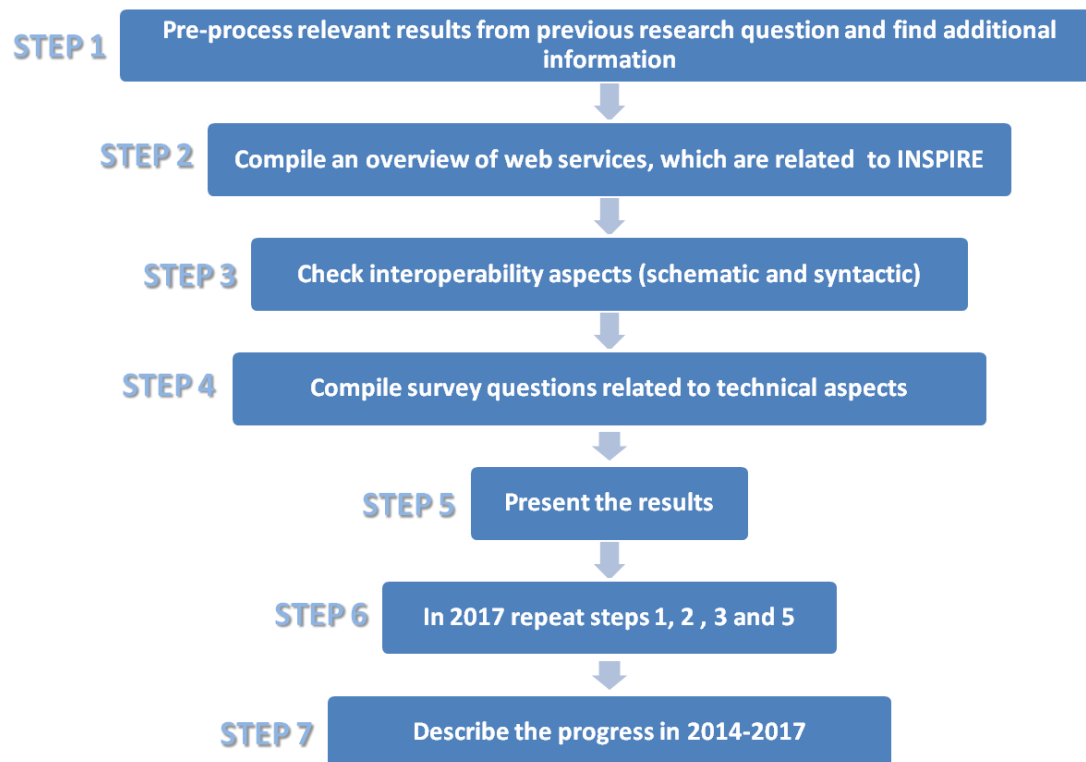 STEP 1
Pre-process relevant results from previous research question and find additional
information
STEP 2
Compile an overview of web services, which are related to INSPIRE
STEP 3
Check interoperability aspects (schematic and syntactic)
STEP 4
Compile survey questions related to technical aspects
STEP 5
Present the results
STEP 6
In 2017 repeat steps 1, 2 , 3 and 5
STEP 7
Describe the progress in 2014-2017